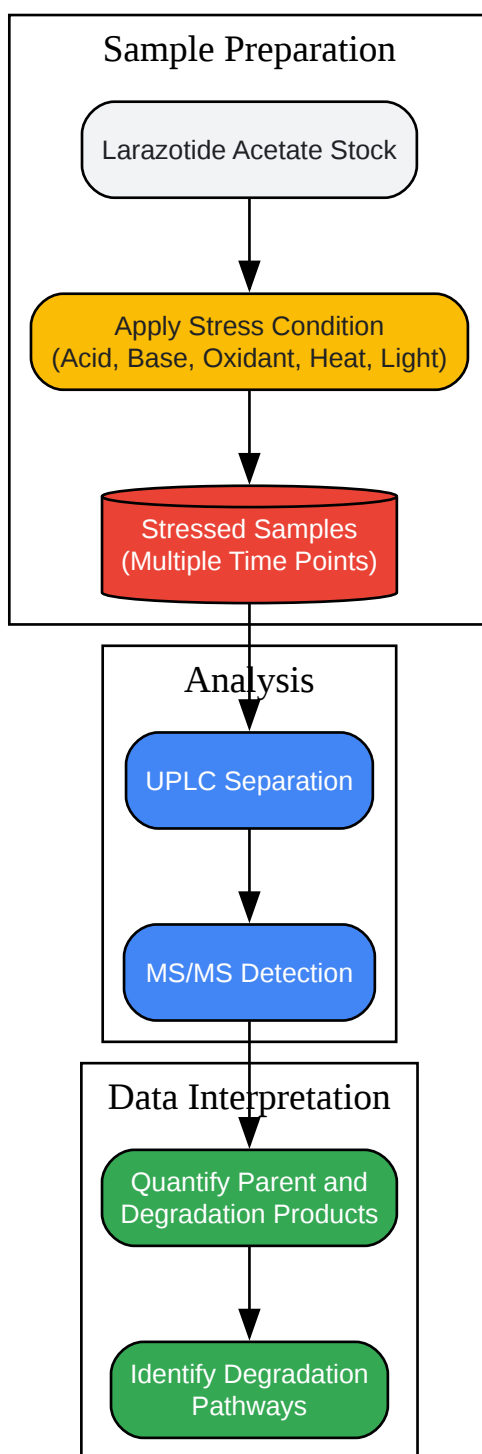 Sample Preparation
Larazotide Acetate Stock
Apply Stress Condition
(Acid, Base, Oxidant, Heat, Light)
Stressed Samples
(Multiple Time Points)
Analysis
UPLC Separation
MS/MS Detection
Data Interpretation
Quantify Parent and
Degradation Products
Identify Degradation
Pathways